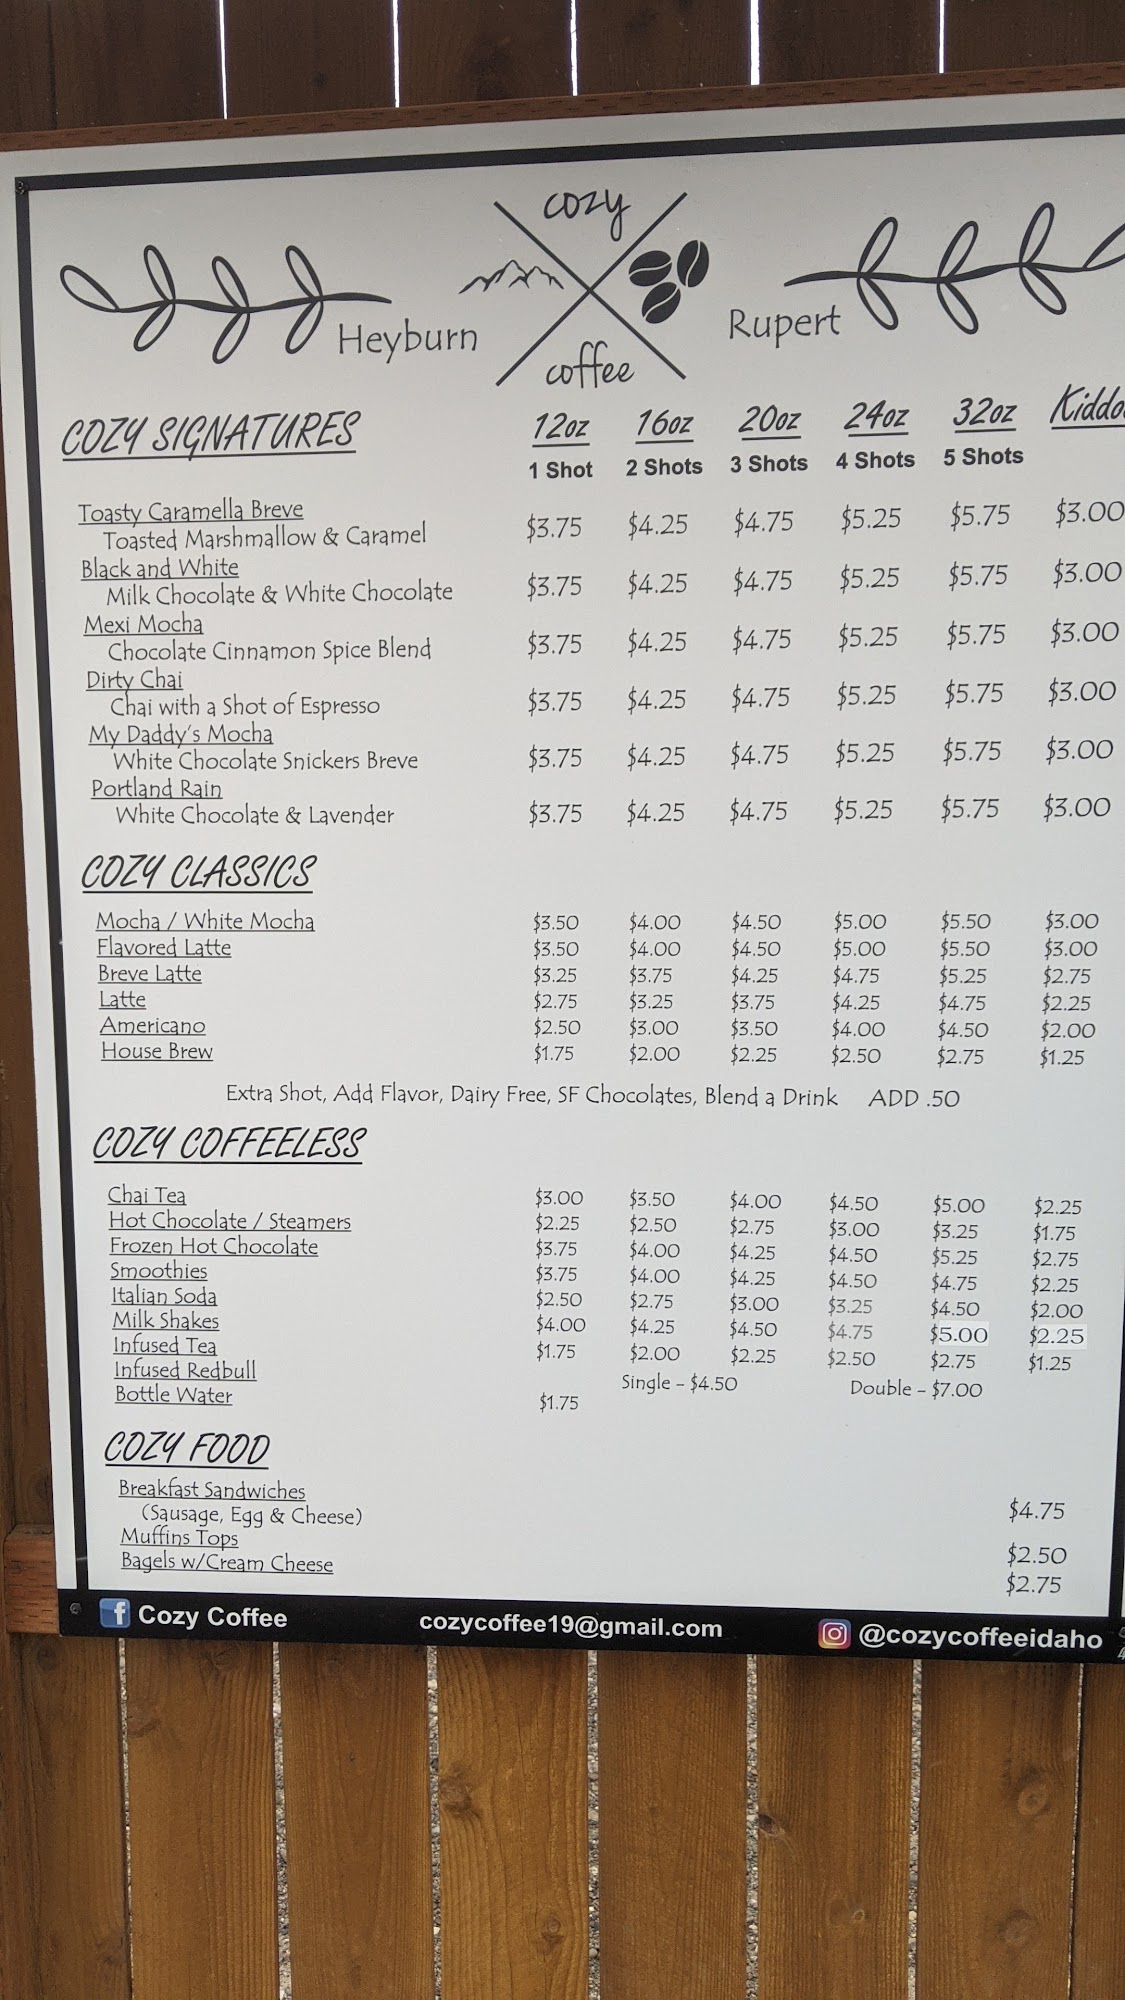 cozy
Heyburn
Rupert
coffee
COZY SIGNATURES 12oz 16oz 20oz 24oz 32oz Kiddo
1 Shot 2 Shots 3 Shots 4 Shots 5 Shots
Toasty Caramella Breve
Toasted Marshmallow & Caramel $3.75 $4.25 $4.75 $5.25 $5.75 $3.00
Black and White
Milk Chocolate & White Chocolate $3.75 $4.25 $4.75 $5.25 $5.75 $3.00
Mexi Mocha
Chocolate Cinnamon Spice Blend $3.75 $4.25 $4.75 $5.25 $5.75 $3.00
Dirty Chai
Chai with a Shot of Espresso $3.75 $4.25 $4.75 $5.25 $5.75 $3.00
My Daddy's Mocha
White Chocolate Snickers Breve $3.75 $4.25 $4.75 $5.25 $5.75 $3.00
Portland Rain
White Chocolate & Lavender $3.75 $4.25 $4.75 $5.25 $5.75 $3.00
COZY CLASSICS
Mocha / White Mocha $3.50 $4.00 $4.50 $5.00 $5.50 $3.00
Flavored Latte $3.50 $4.00 $4.50 $5.00 $5.50 $3.00
Breve Latte $3.25 $3.75 $4.25 $4.75 $5.25 $2.75
Latte $2.75 $3.25 $3.75 $4.25 $4.75 $2.25
Americano $2.50 $3.00 $3.50 $4.00 $4.50 $2.00
House Brew $1.75 $2.00 $2.25 $2.50 $2.75 $1.25
Extra Shot, Add Flavor, Dairy Free, SF Chocolates, Blend a Drink ADD .50
COZY COFFEELESS
Chai Tea $3.00 $3.50 $4.00 $4.50 $5.00 $2.25
Hot Chocolate / Steamers $2.25 $2.50 $2.75 $3.00 $3.25 $1.75
Frozen Hot Chocolate $3.75 $4.00 $4.25 $4.50 $5.25 $2.75
Smoothies $3.75 $4.00 $4.25 $4.50 $4.75 $2.25
Italian Soda $2.50 $2.75 $3.00 $3.25 $4.50 $2.00
Milk Shakes $4.00 $4.25 $4.50 $4.75 $5.00 $2.25
Infused Tea $1.75 $2.00 $2.25 $2.50 $2.75 $1.25
Infused Redbull Single - $4.50 Double - $7.00
Bottle Water $1.75
COZY FOOD
Breakfast Sandwiches
(Sausage, Egg & Cheese) $4.75
Muffins Tops $2.50
Bagels w/Cream Cheese $2.75
f Cozy Coffee cozycoffee19@gmail.com @cozycoffeeidaho